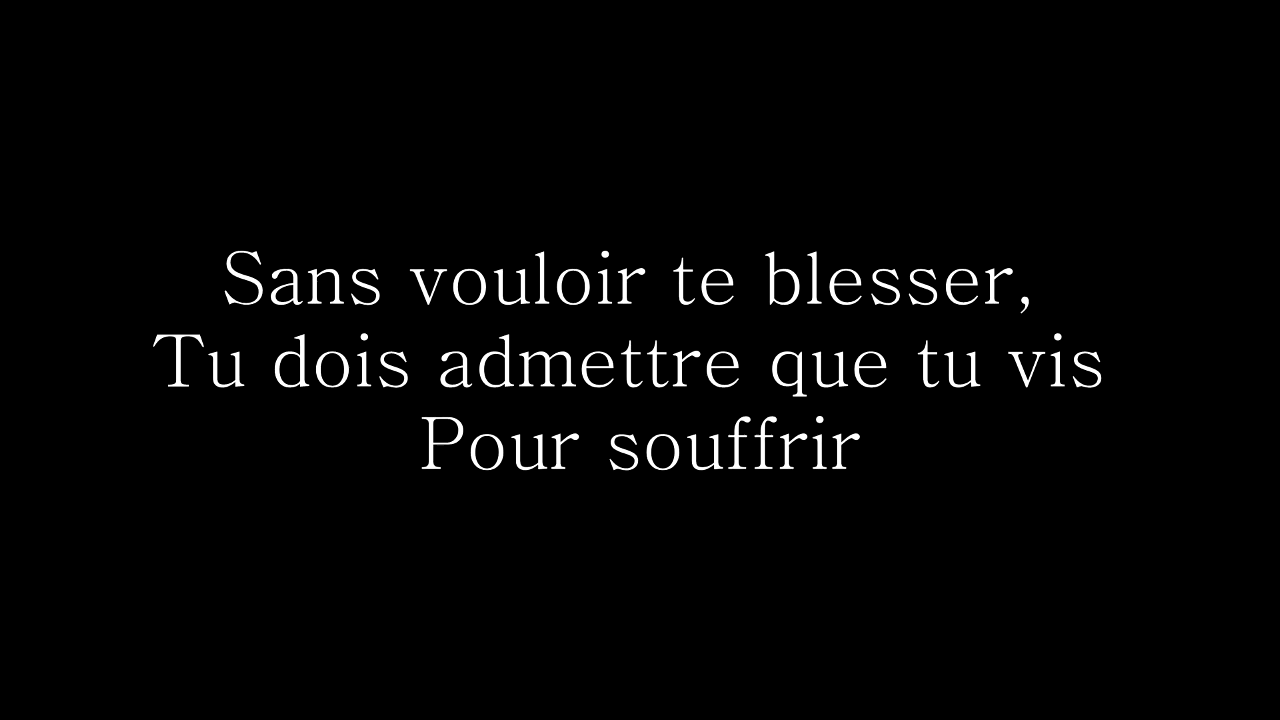 Sans vouloir te blesser,
Tu dois admettre que tu vis
Pour souffrir